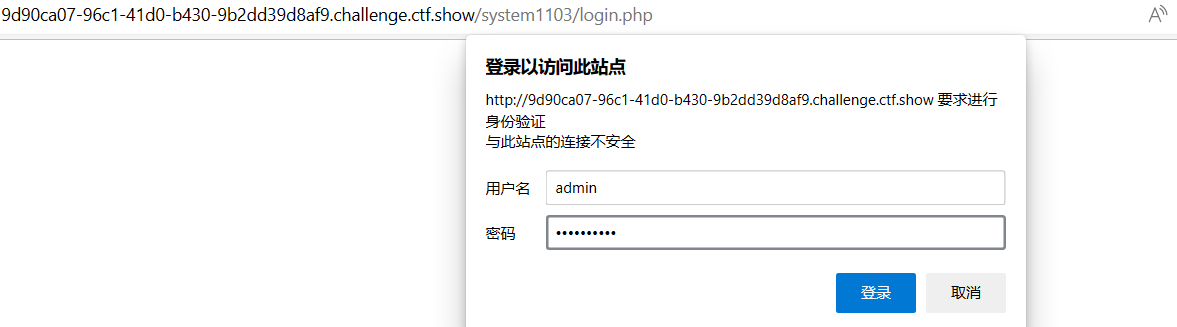 9d90ca07-96c1-41d0-b430-9b2dd39d8af9.challenge.ctf.show/system1103/login.php
登录以访问此站点
http://9d90ca07-96c1-41d0-b430-9b2dd39d8af9.challenge.ctf.show 要求进行
身份验证
与此站点的连接不安全
用户名 admin
密码 ••••••••••
登录 取消